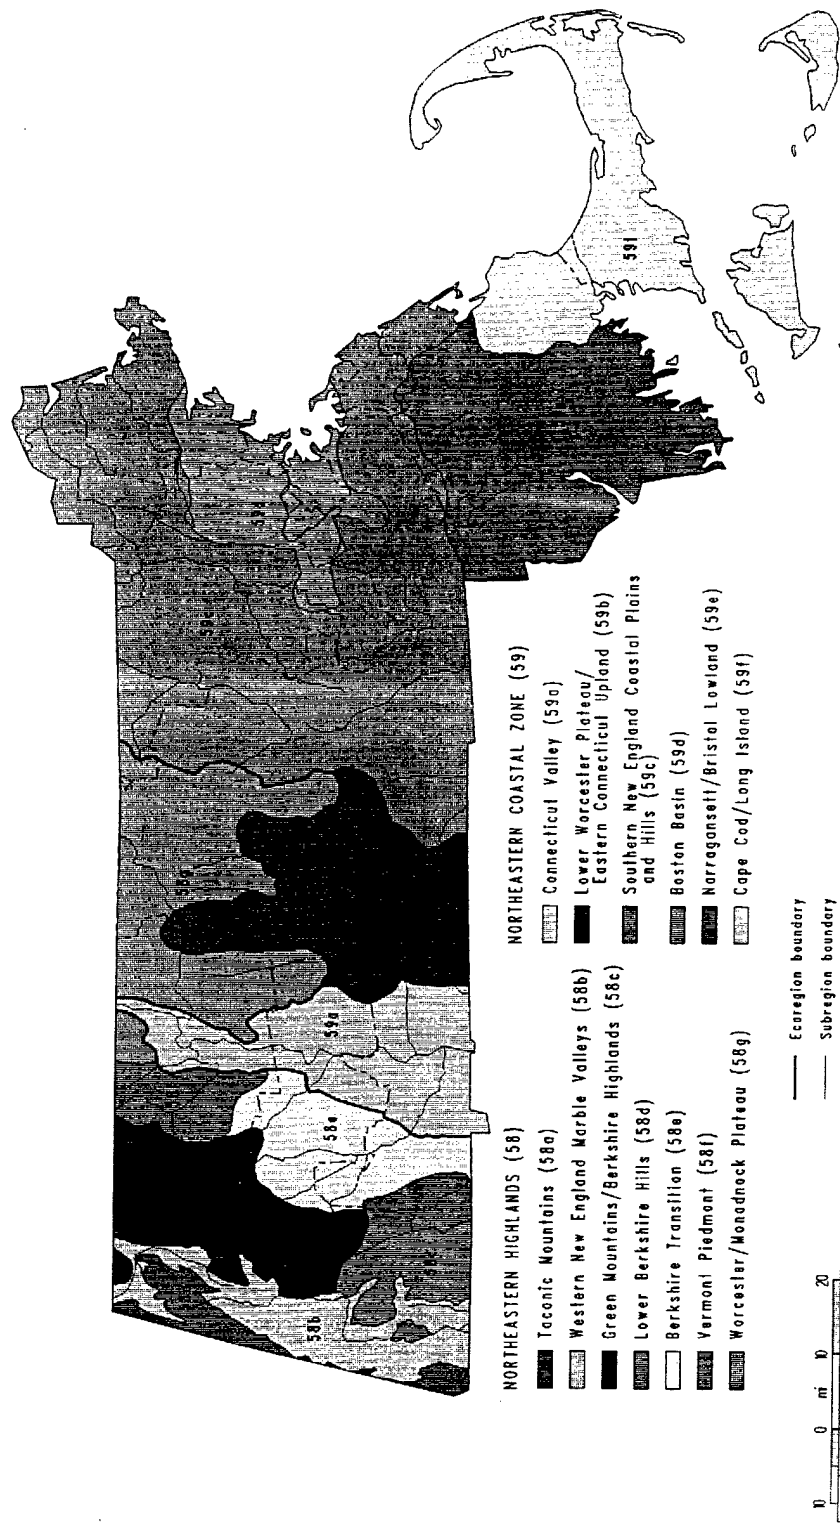 59f
59d
59c
59g
59a
58e
58b
NORTHEASTERN HIGHLANDS (58)
Taconic Mountains (58a)
Western New England Marble Valleys (58b)
Green Mountains/Berkshire Highlands (58c)
Lower Berkshire Hills (58d)
Berkshire Transition (58e)
Vermont Piedmont (58f)
Worcester/Monadnock Plateau (58g)
NORTHEASTERN COASTAL ZONE (59)
Connecticut Valley (59a)
Lower Worcester Plateau/
Eastern Connecticut Upland (59b)
Southern New England Coastal Plains
and Hills (59c)
Boston Basin (59d)
Narragansett/Bristol Lowland (59e)
Cape Cod/Long Island (59f)
Ecoregion boundary
Subregion boundary
10 0 mi 10 20